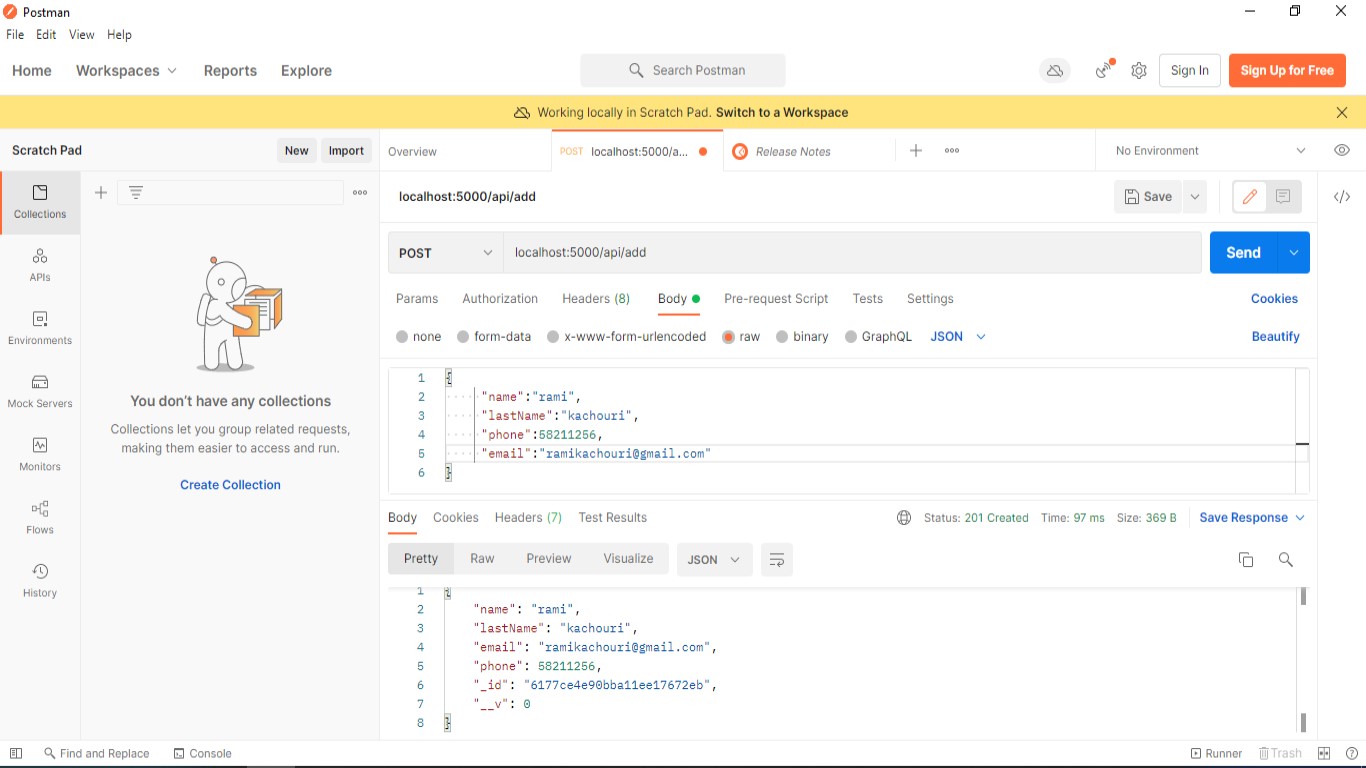 Postman
File Edit View Help
Home Workspaces Reports Explore Search Postman Sign In Sign Up for Free
Working locally in Scratch Pad. Switch to a Workspace
Scratch Pad New Import Overview POST localhost:5000/a... Release Notes No Environment
Collections
APIs
Environments
Mock Servers
Monitors
Flows
History
You don't have any collections
Collections let you group related requests,
making them easier to access and run.
Create Collection
localhost:5000/api/add Save
POST localhost:5000/api/add Send
Params Authorization Headers (8) Body Pre-request Script Tests Settings Cookies
none form-data x-www-form-urlencoded raw binary GraphQL JSON Beautify
1 {
2 "name":"rami",
3 "lastName":"kachouri",
4 "phone":58211256,
5 "email":"ramikachouri@gmail.com"
6 }
Body Cookies Headers (7) Test Results Status: 201 Created Time: 97 ms Size: 369 B Save Response
Pretty Raw Preview Visualize JSON
1 {
2 "name": "rami",
3 "lastName": "kachouri",
4 "email": "ramikachouri@gmail.com",
5 "phone": 58211256,
6 "_id": "6177ce4e90bba11ee17672eb",
7 "__v": 0
8 }
Find and Replace Console Runner Trash